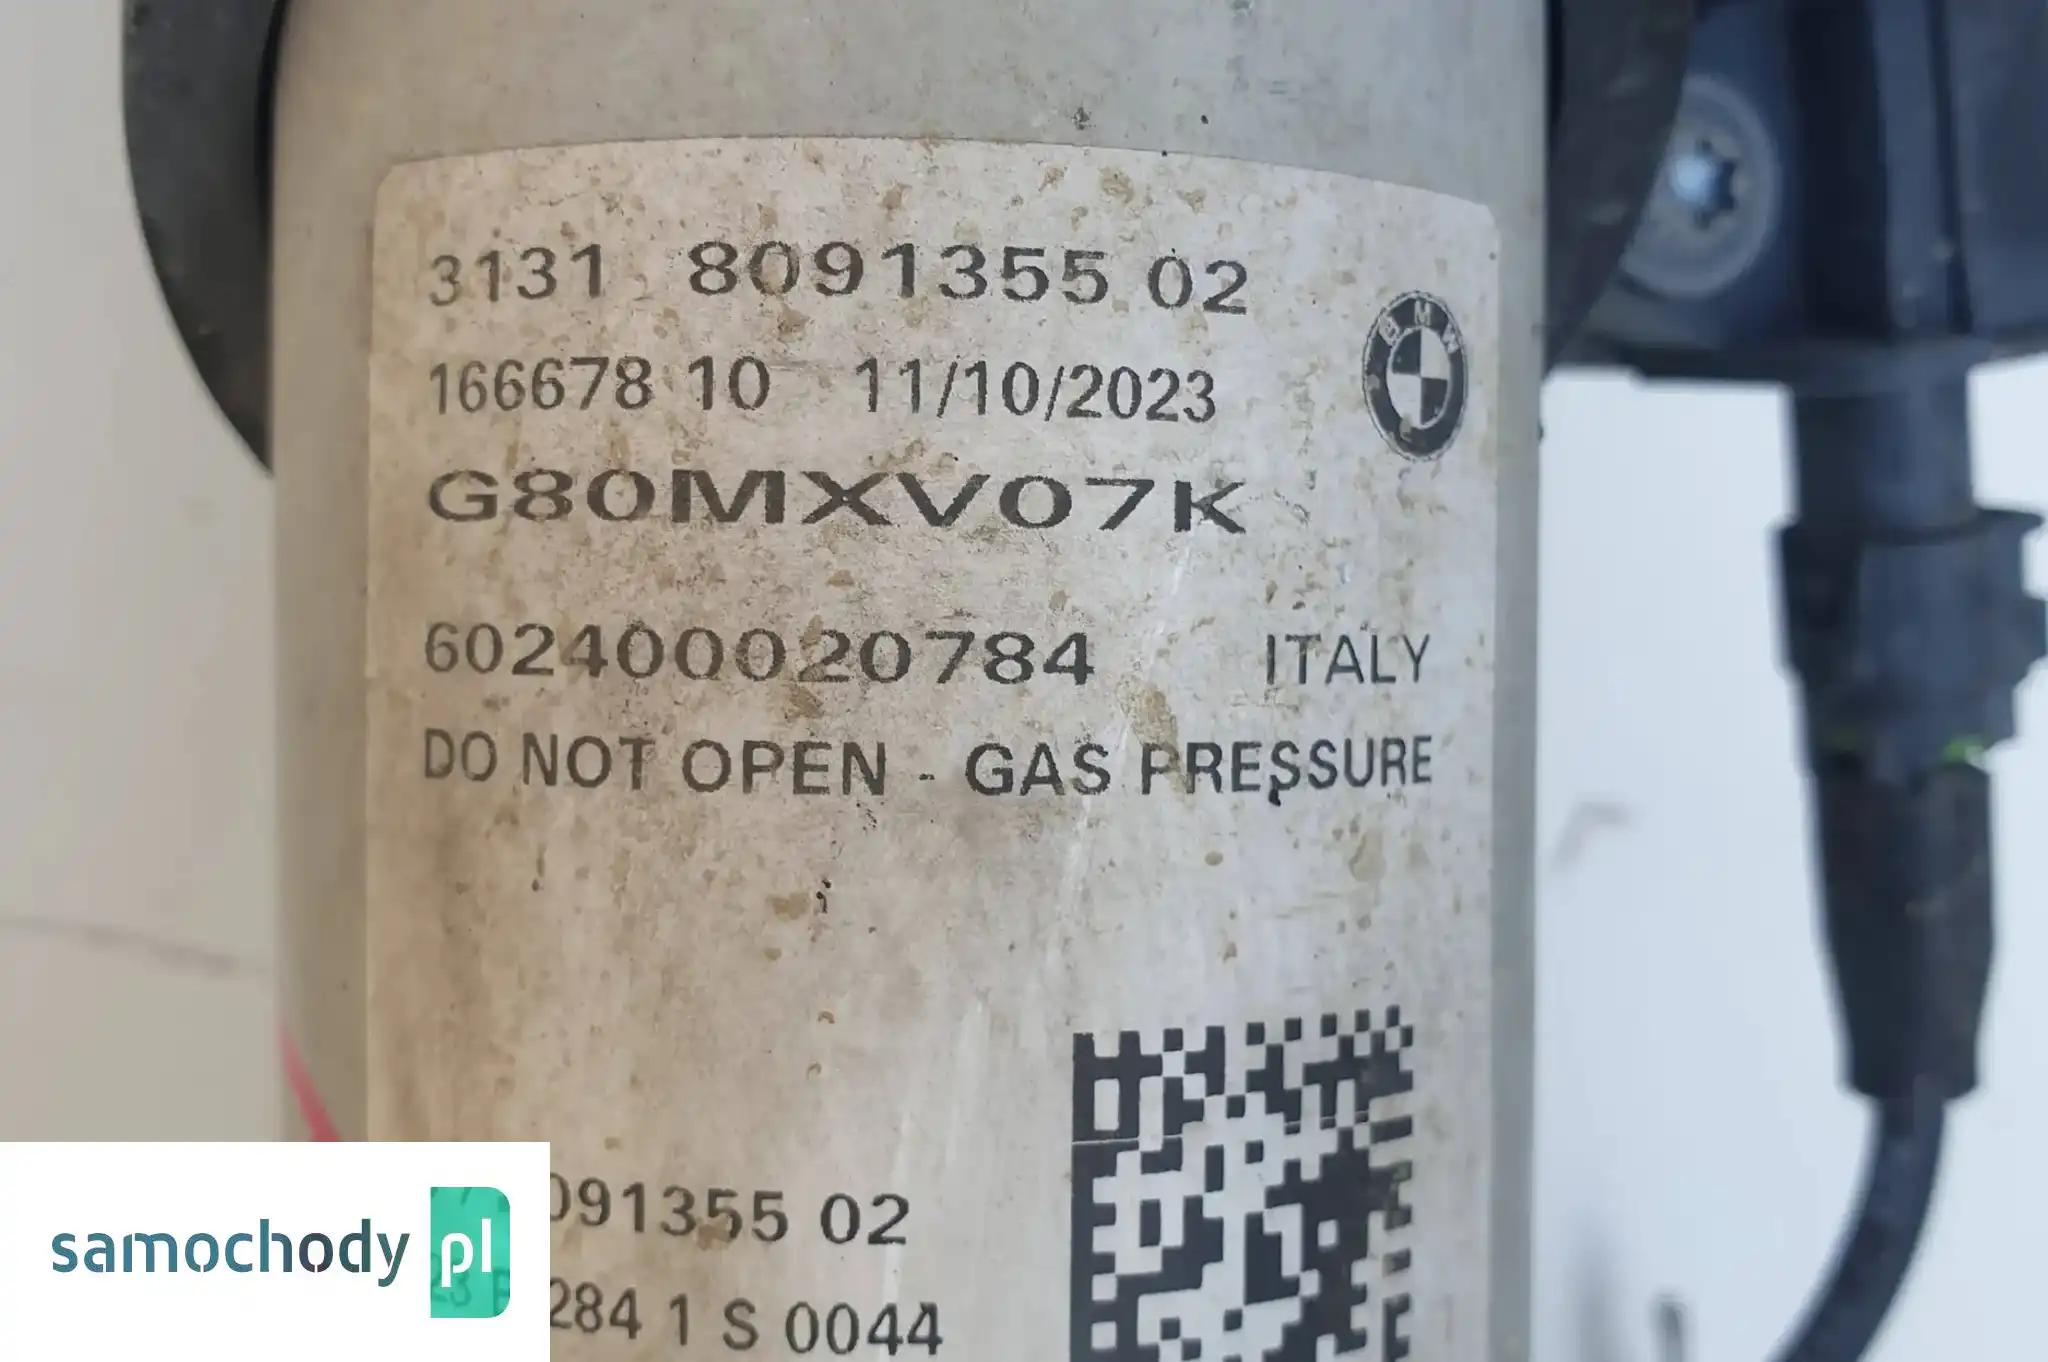 3131 8091355 02
166678 10 11/10/2023
BMW
G80MXV07K
602400020784 ITALY
DO NOT OPEN - GAS PRESSURE
091355 02
284 1 S 0044
samochody pl